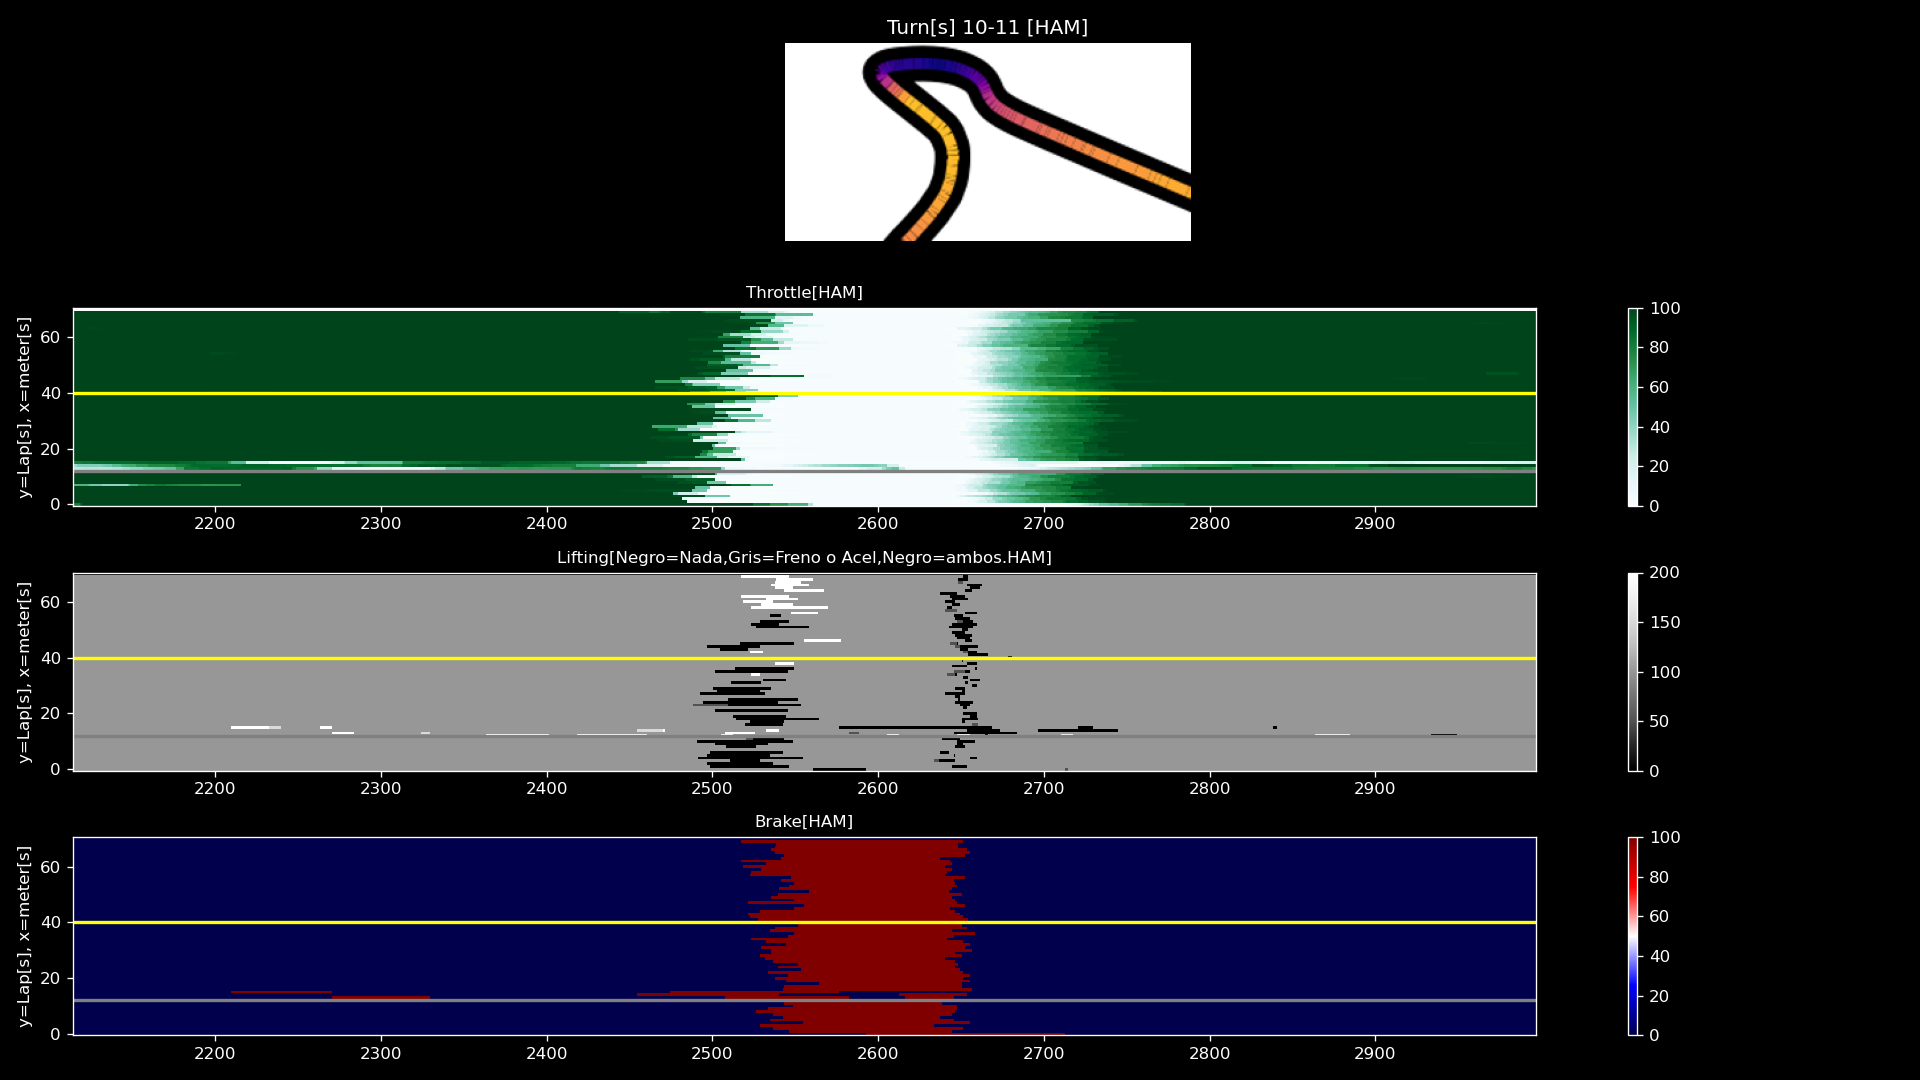 Turn[s] 10-11 [HAM]
Throttle[HAM]
y=Lap[s], x=meter[s]
60
40
20
0
2200 2300 2400 2500 2600 2700 2800 2900
100
80
60
40
20
0
Lifting[Negro=Nada,Gris=Freno o Acel,Negro=ambos.HAM]
y=Lap[s], x=meter[s]
60
40
20
0
2200 2300 2400 2500 2600 2700 2800 2900
200
150
100
50
0
Brake[HAM]
y=Lap[s], x=meter[s]
60
40
20
0
2200 2300 2400 2500 2600 2700 2800 2900
100
80
60
40
20
0